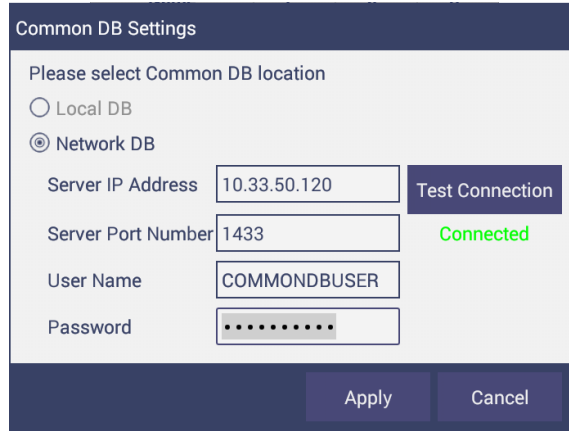 Common DB Settings
Please select Common DB location
Local DB
Network DB
Server IP Address 10.33.50.120 Test Connection
Server Port Number 1433 Connected
User Name COMMONDBUSER
Password ••••••••••
Apply Cancel